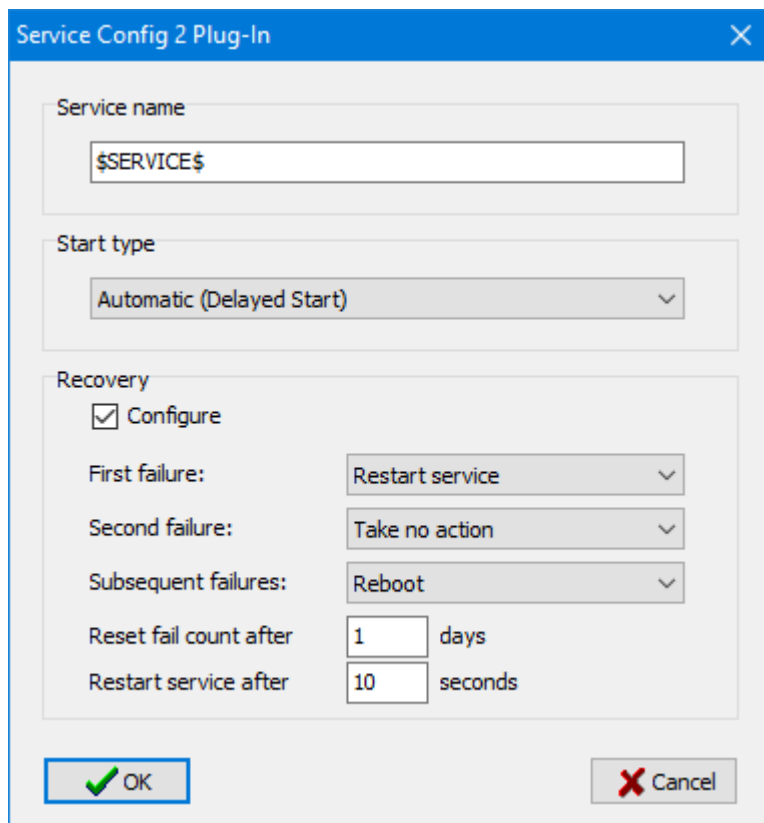 Service Config 2 Plug-In
Service name
$SERVICE$
Start type
Automatic (Delayed Start)
Recovery
Configure
First failure: Restart service
Second failure: Take no action
Subsequent failures: Reboot
Reset fail count after 1 days
Restart service after 10 seconds
OK Cancel